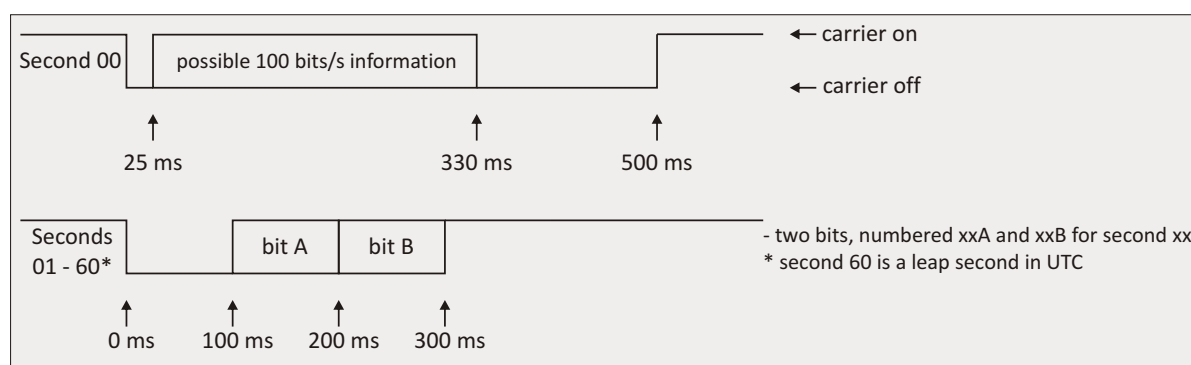 ← carrier on
Second 00
possible 100 bits/s information
← carrier off
25 ms
330 ms
500 ms
Seconds
01 - 60*
bit A
bit B
- two bits, numbered xxA and xxB for second xx
* second 60 is a leap second in UTC
0 ms
100 ms
200 ms
300 ms